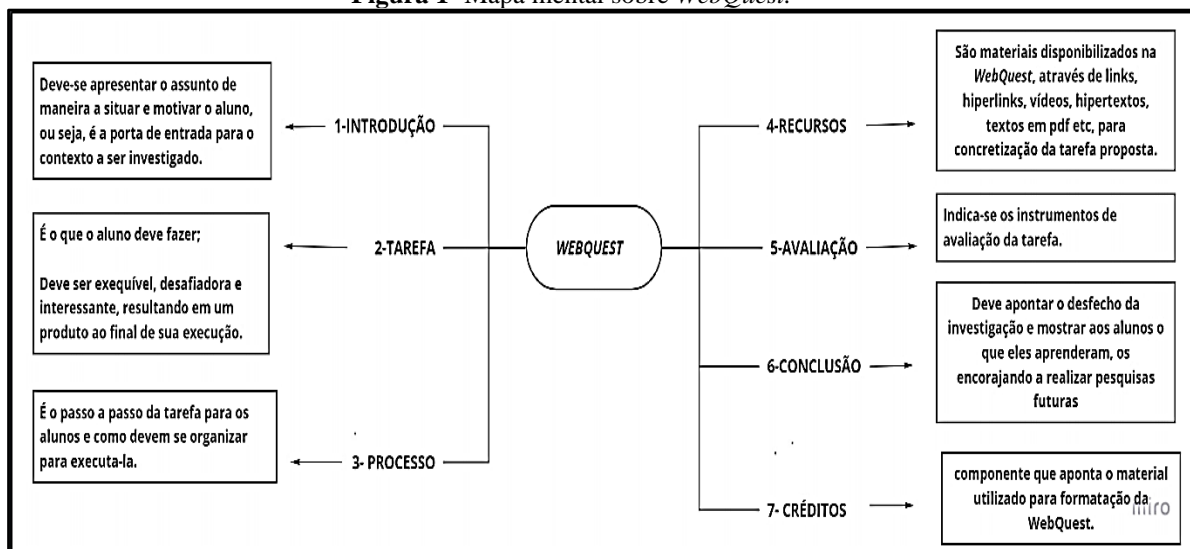 Figura 1- Mapa mental sobre WebQuest.
Deve-se apresentar o assunto de
maneira a situar e motivar o aluno,
ou seja, é a porta de entrada para o
contexto a ser investigado.
1-INTRODUÇÃO
É o que o aluno deve fazer;
Deve ser exequível, desafiadora e
interessante, resultando em um
produto ao final de sua execução.
2-TAREFA
É o passo a passo da tarefa para os
alunos e como devem se organizar
para executa-la.
3- PROCESSO
WEBQUEST
4-RECURSOS
São materiais disponibilizados na
WebQuest, através de links,
hiperlinks, vídeos, hipertextos,
textos em pdf etc, para
concretização da tarefa proposta.
5-AVALIAÇÃO
Indica-se os instrumentos de
avaliação da tarefa.
6-CONCLUSÃO
Deve apontar o desfecho da
investigação e mostrar aos alunos o
que eles aprenderam, os
encorajando a realizar pesquisas
futuras
7- CRÉDITOS
componente que aponta o material
utilizado para formatação da
WebQuest.
miro